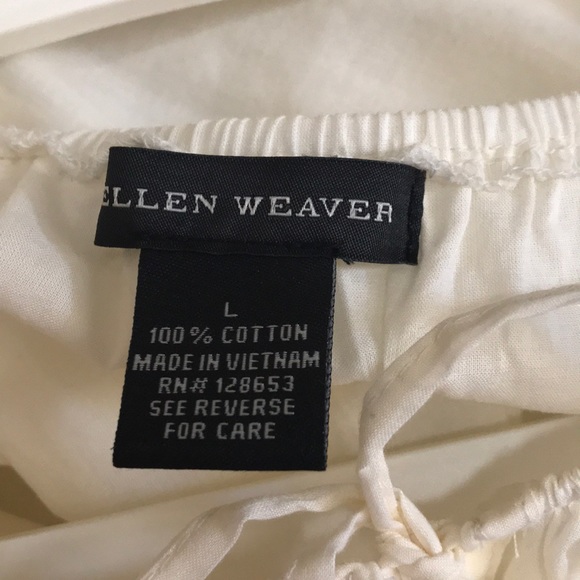 ELLEN WEAVER
L
100% COTTON
MADE IN VIETNAM
RN# 128653
SEE REVERSE
FOR CARE